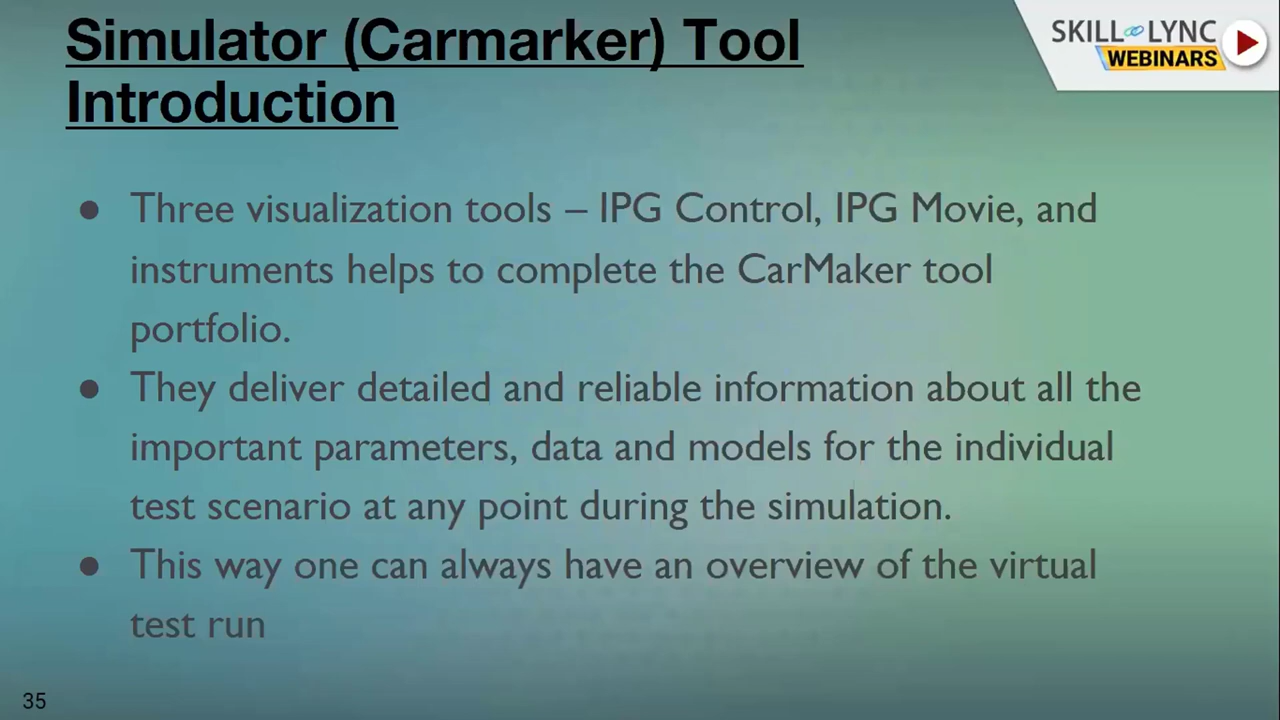 Simulator (Carmarker) Tool
Introduction
SKILL LYNC
WEBINARS
● Three visualization tools – IPG Control, IPG Movie, and
instruments helps to complete the CarMaker tool
portfolio.
● They deliver detailed and reliable information about all the
important parameters, data and models for the individual
test scenario at any point during the simulation.
● This way one can always have an overview of the virtual
test run
35